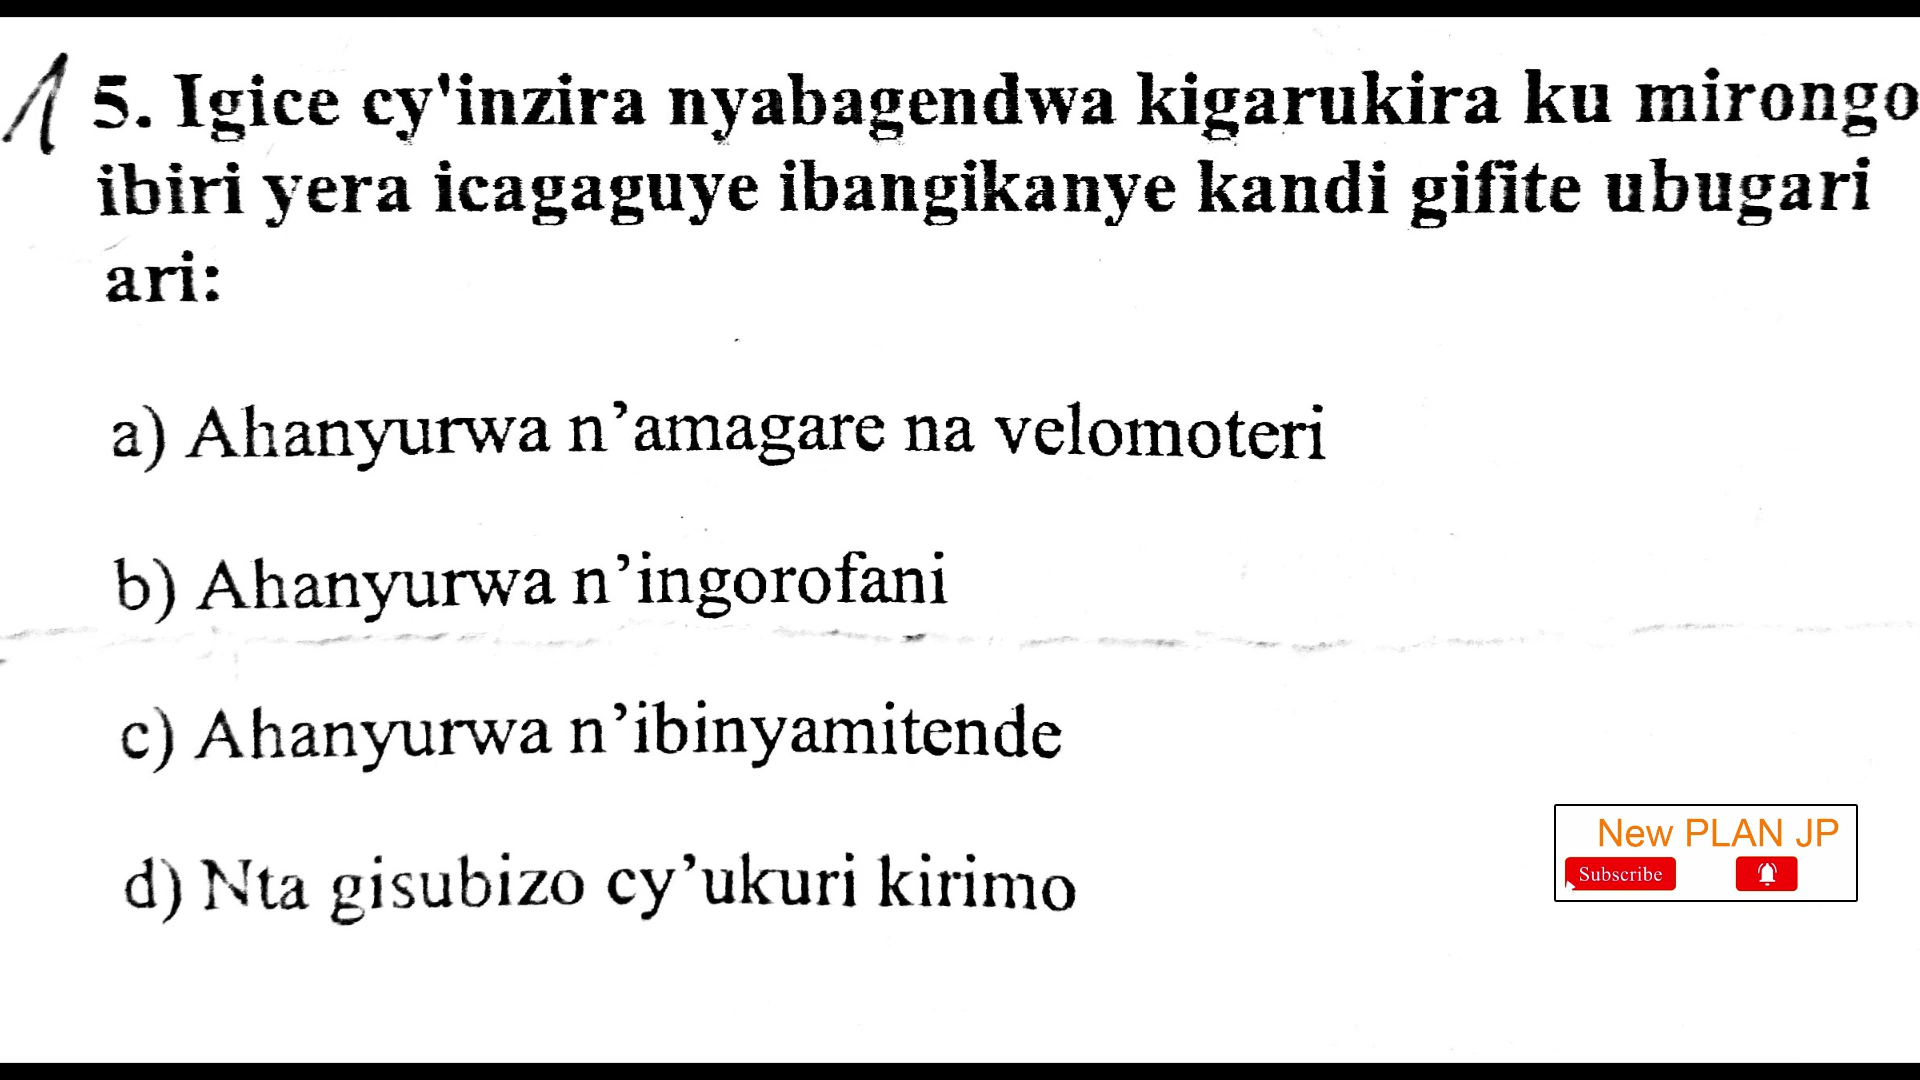 15. Igice cy'inzira nyabagendwa kigarukira ku mirongo
ibiri yera icagaguye ibangikanye kandi gifite ubugari
ari:
a) Ahanyurwa n’amagare na velomoteri
b) Ahanyurwa n’ingorofani
c) Ahanyurwa n’ibinyamitende
d) Nta gisubizo cy’ukuri kirimo
New PLAN JP
Subscribe